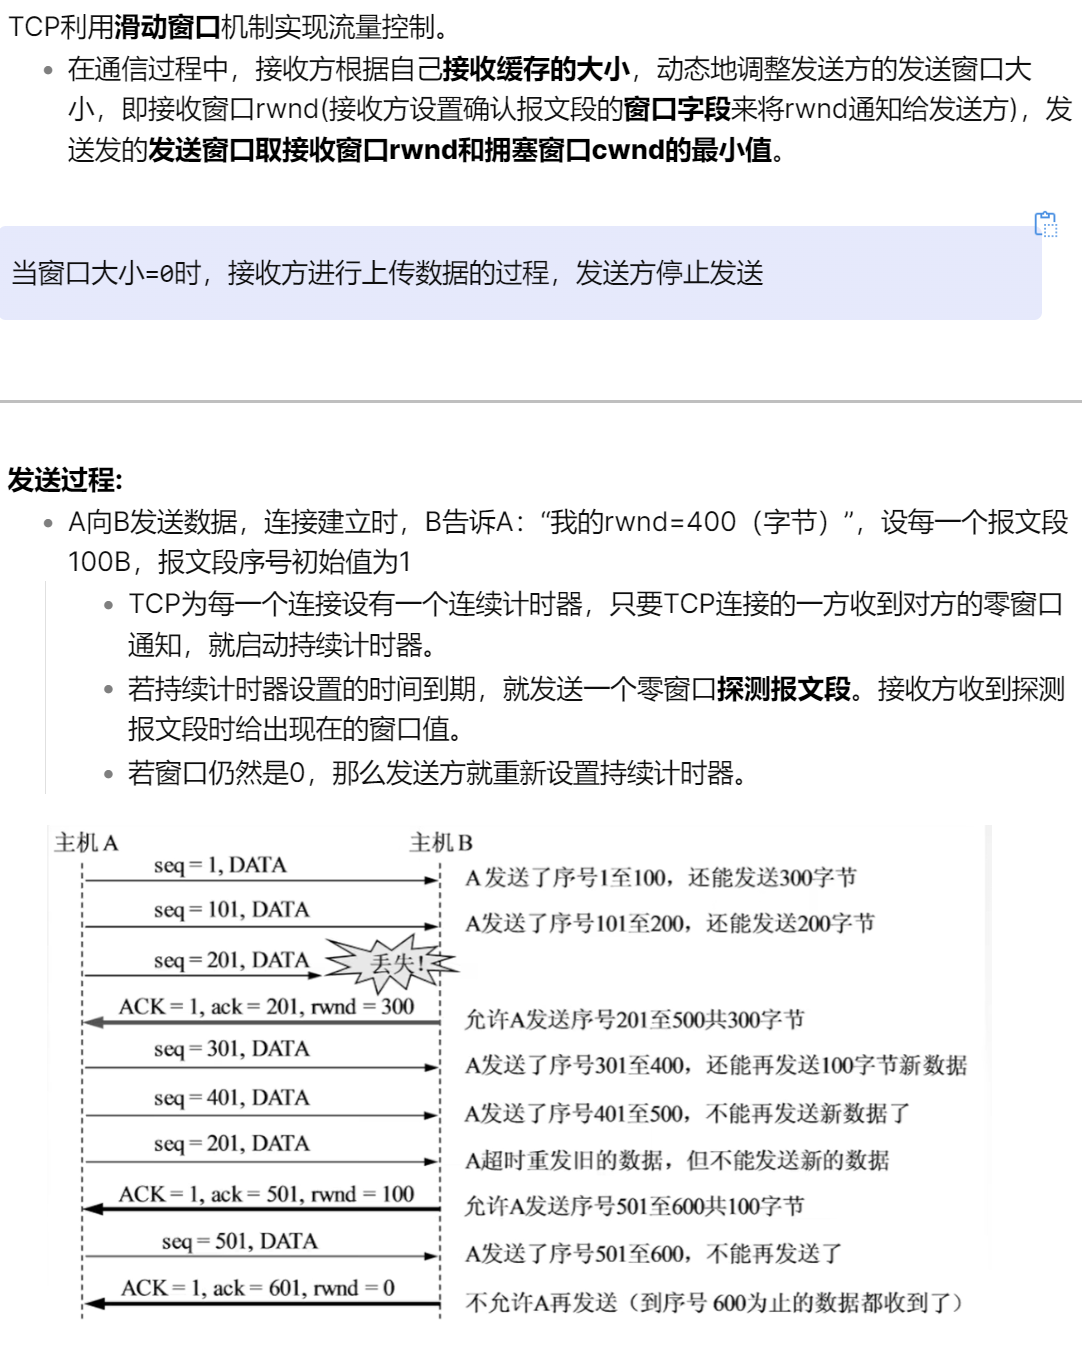 TCP利用滑动窗口机制实现流量控制。
在通信过程中，接收方根据自己接收缓存的大小，动态地调整发送方的发送窗口大
小，即接收窗口rwnd(接收方设置确认报文段的窗口字段来将rwnd通知给发送方)，发
送发的发送窗口取接收窗口rwnd和拥塞窗口cwnd的最小值。
当窗口大小=0时，接收方进行上传数据的过程，发送方停止发送
发送过程:
A向B发送数据，连接建立时，B告诉A：“我的rwnd=400（字节）”，设每一个报文段
100B，报文段序号初始值为1
TCP为每一个连接设有一个连续计时器，只要TCP连接的一方收到对方的零窗口
通知，就启动持续计时器。
若持续计时器设置的时间到期，就发送一个零窗口探测报文段。接收方收到探测
报文段时给出现在的窗口值。
若窗口仍然是0，那么发送方就重新设置持续计时器。
主机 A 主机 B
seq = 1, DATA A 发送了序号1至100，还能发送300字节
seq = 101, DATA A发送了序号101至200，还能发送200字节
seq = 201, DATA 丢失!
ACK = 1, ack = 201, rwnd = 300 允许A发送序号201至500共300字节
seq = 301, DATA A发送了序号301至400，还能再发送100字节新数据
seq = 401, DATA A发送了序号401至500，不能再发送新数据了
seq = 201, DATA A超时重发旧的数据，但不能发送新的数据
ACK = 1, ack = 501, rwnd = 100 允许A发送序号501至600共100字节
seq = 501, DATA A发送了序号501至600，不能再发送了
ACK = 1, ack = 601, rwnd = 0 不允许A再发送（到序号 600为止的数据都收到了）